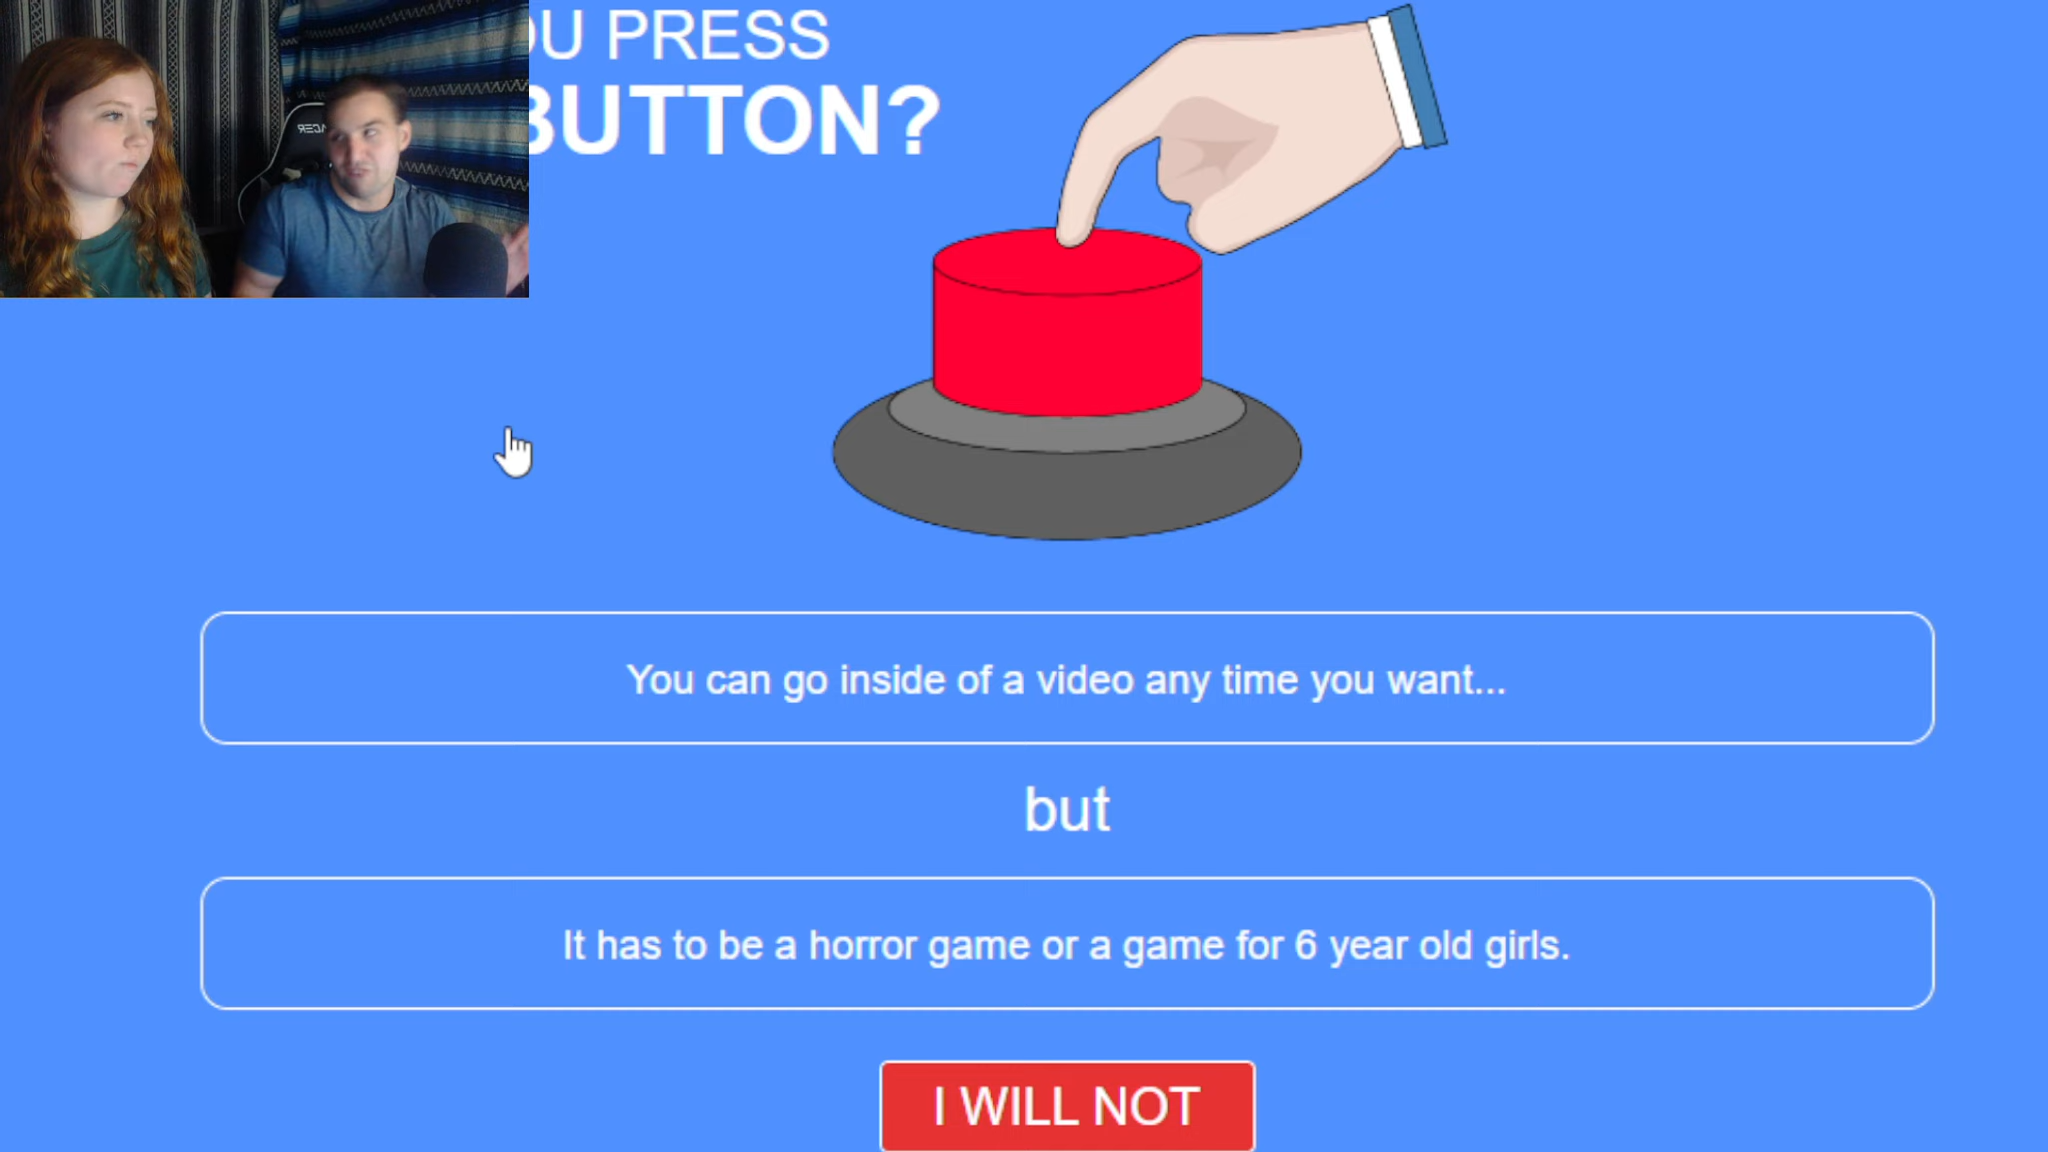 OU PRESS
BUTTON?
You can go inside of a video any time you want...
but
It has to be a horror game or a game for 6 year old girls.
I WILL NOT